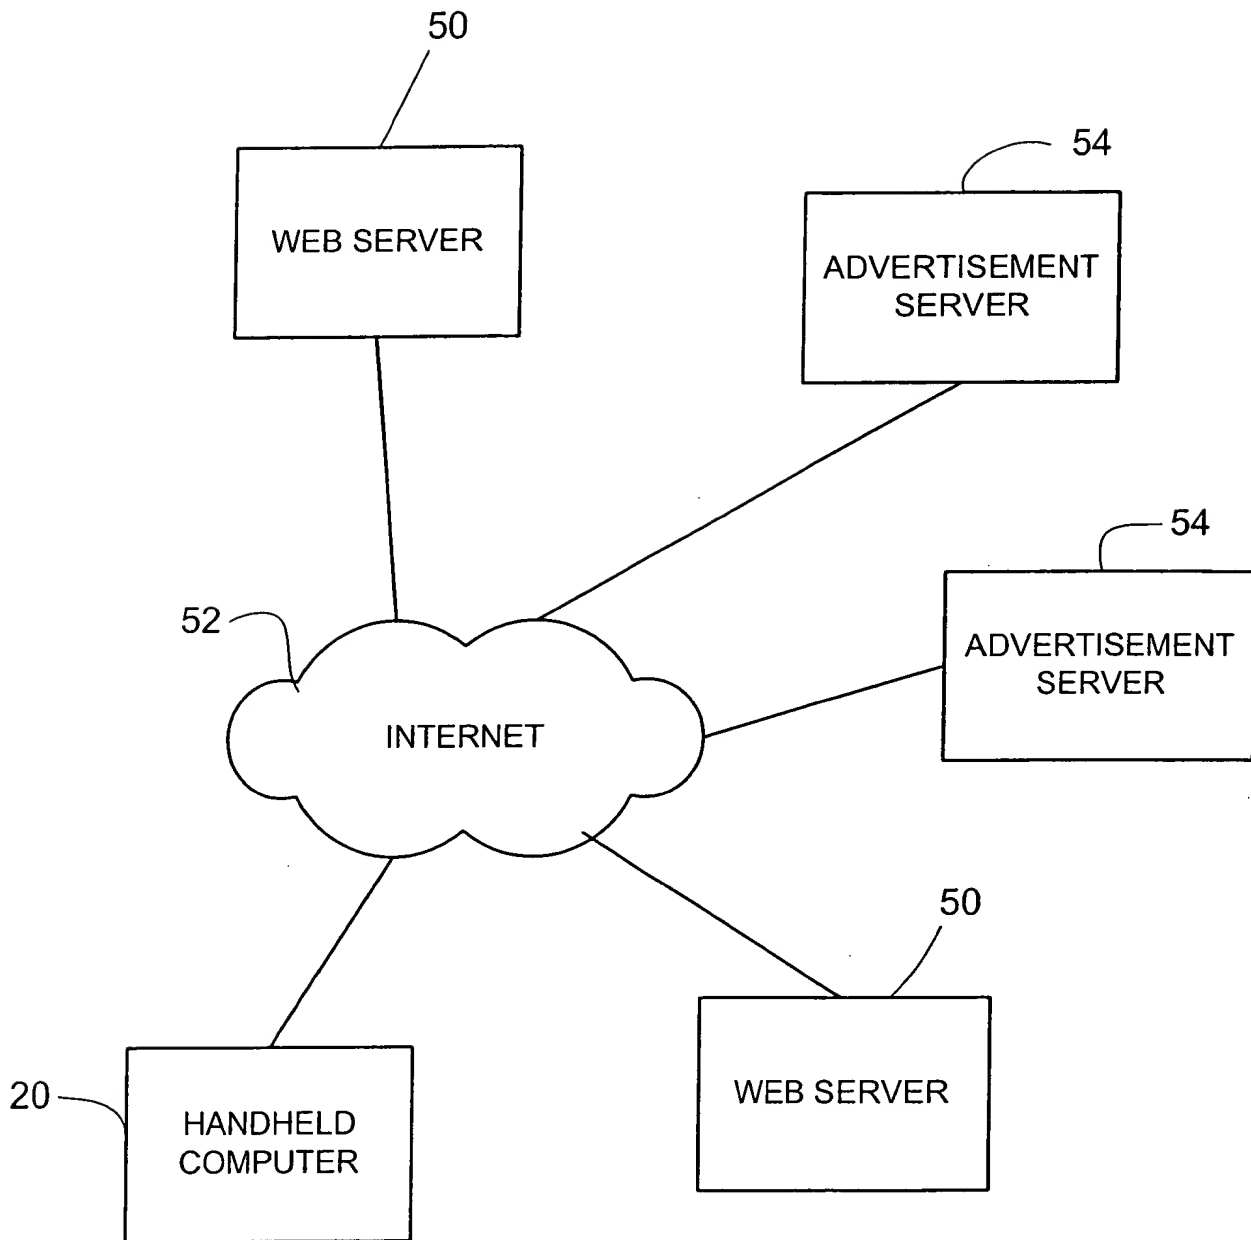 50
WEB SERVER
54
ADVERTISEMENT
SERVER
54
ADVERTISEMENT
SERVER
52
INTERNET
50
WEB SERVER
20
HANDHELD
COMPUTER